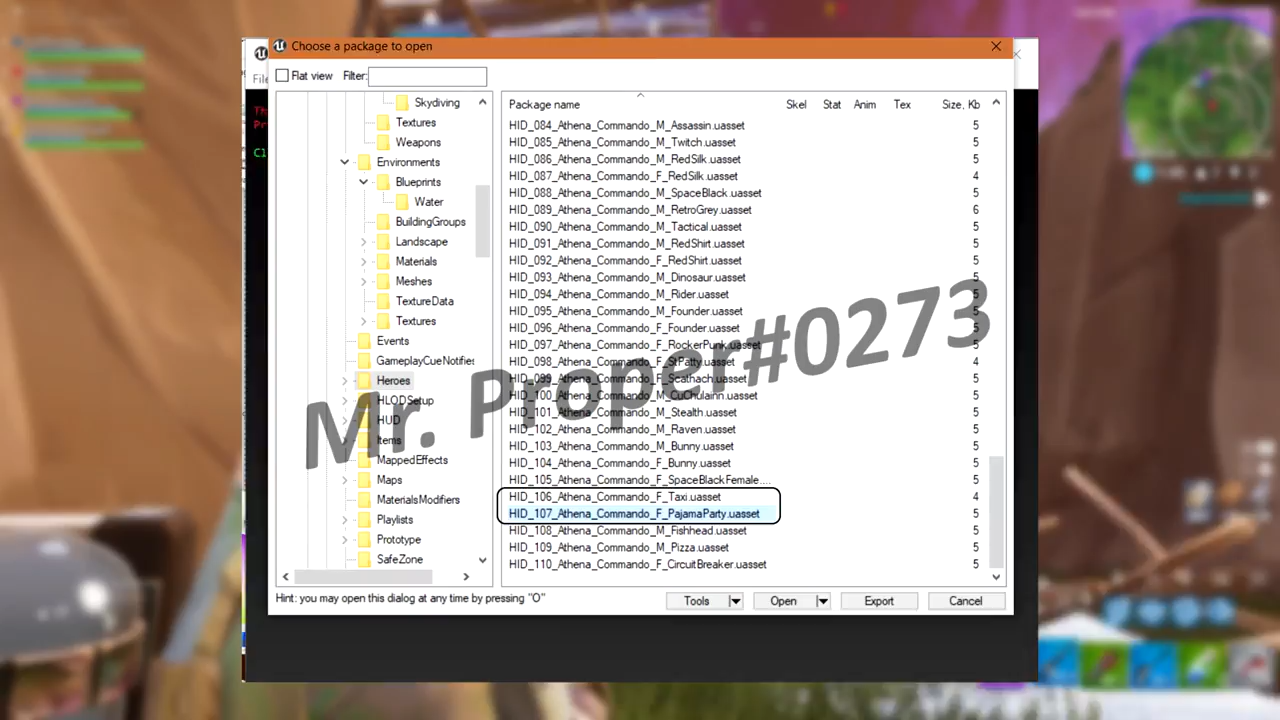 Choose a package to open
File
Flat view Filter:
Skydiving
Textures
Weapons
Environments
Blueprints
Water
BuildingGroups
Landscape
Materials
Meshes
TextureData
Textures
Events
GameplayCueNotifies
Heroes
HLODSetup
HUD
Items
MappedEffects
Maps
MaterialsModifiers
Playlists
Prototype
SafeZone
Package name Skel Stat Anim Tex Size, Kb
HID_084_Athena_Commando_M_Assassin.uasset 5
HID_085_Athena_Commando_M_Twitch.uasset 5
HID_086_Athena_Commando_M_RedSilk.uasset 5
HID_087_Athena_Commando_F_RedSilk.uasset 4
HID_088_Athena_Commando_M_SpaceBlack.uasset 5
HID_089_Athena_Commando_M_RetroGrey.uasset 6
HID_090_Athena_Commando_M_Tactical.uasset 5
HID_091_Athena_Commando_M_RedShirt.uasset 5
HID_092_Athena_Commando_F_RedShirt.uasset 5
HID_093_Athena_Commando_M_Dinosaur.uasset 5
HID_094_Athena_Commando_M_Rider.uasset 5
HID_095_Athena_Commando_M_Founder.uasset 5
HID_096_Athena_Commando_F_Founder.uasset 5
HID_097_Athena_Commando_F_RockerPunk.uasset 5
HID_098_Athena_Commando_F_StPatty.uasset 4
HID_099_Athena_Commando_F_Scathach.uasset 5
HID_100_Athena_Commando_M_CuChulainn.uasset 5
HID_101_Athena_Commando_M_Stealth.uasset 5
HID_102_Athena_Commando_M_Raven.uasset 5
HID_103_Athena_Commando_M_Bunny.uasset 5
HID_104_Athena_Commando_F_Bunny.uasset 5
HID_105_Athena_Commando_F_SpaceBlackFemale.... 5
HID_106_Athena_Commando_F_Taxi.uasset 4
HID_107_Athena_Commando_F_PajamaParty.uasset 5
HID_108_Athena_Commando_M_Fishhead.uasset 5
HID_109_Athena_Commando_M_Pizza.uasset 5
HID_110_Athena_Commando_F_CircuitBreaker.uasset 5
Mr. Proper#0273
Hint: you may open this dialog at any time by pressing "O"
Tools Open Export Cancel